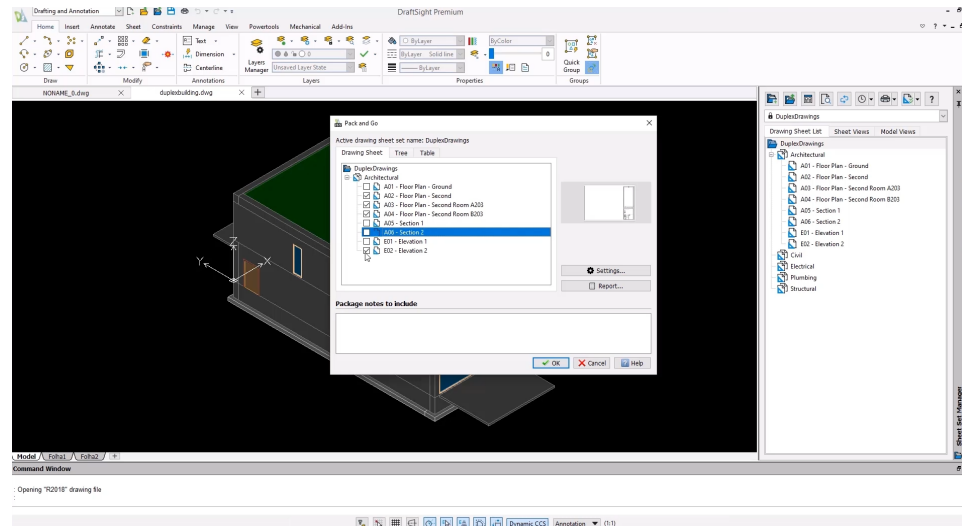 Drafting and Annotation
DraftSight Premium
Home Insert Annotate Sheet Constraints Manage View Powertools Mechanical Add-Ins
Text
Dimension
Centerline
Layers Manager
Unsaved Layer State
ByLayer
ByColor
ByLayer Solid line
0
ByLayer
Quick Group
Draw Modify Annotations Layers Properties Groups
NONAME_0.dwg
duplexbuilding.dwg
Pack and Go
Active drawing sheet set name: DuplexDrawings
Drawing Sheet Tree Table
DuplexDrawings
Architectural
A01 - Floor Plan - Ground
A02 - Floor Plan - Second
A03 - Floor Plan - Second Room A203
A04 - Floor Plan - Second Room B203
A05 - Section 1
A06 - Section 2
E01 - Elevation 1
E02 - Elevation 2
Settings...
Report...
Package notes to include
OK Cancel Help
Z
Y
X
DuplexDrawings
Drawing Sheet List Sheet Views Model Views
DuplexDrawings
Architectural
A01 - Floor Plan - Ground
A02 - Floor Plan - Second
A03 - Floor Plan - Second Room A203
A04 - Floor Plan - Second Room B203
A05 - Section 1
A06 - Section 2
E01 - Elevation 1
E02 - Elevation 2
Civil
Electrical
Plumbing
Structural
Sheet Set Manager
Model Folha1 Folha2 +
Command Window
: Opening "R2018" drawing file
:
Dynamic CCS Annotation (1:1)